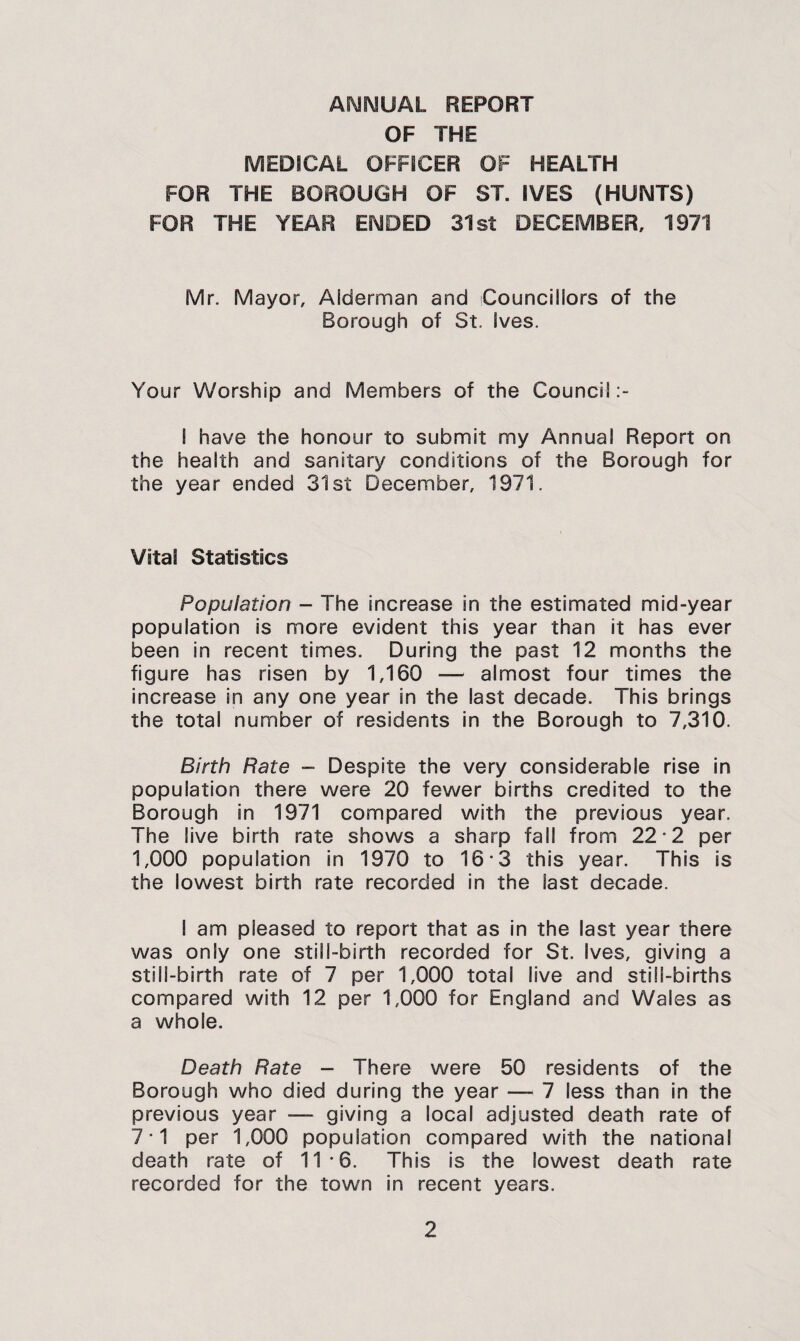 ANNUAL REPORT
OF THE
MEDICAL OFFICER OF HEALTH
FOR THE BOROUGH OF ST. IVES (HUNTS)
FOR THE YEAR ENDED 31st DECEMBER, 1971
Mr. Mayor, Alderman and Councillors of the
Borough of St. Ives.
Your Worship and Members of the Council:-
I have the honour to submit my Annual Report on
the health and sanitary conditions of the Borough for
the year ended 31st December, 1971.
Vital Statistics
Population – The increase in the estimated mid-year
population is more evident this year than it has ever
been in recent times. During the past 12 months the
figure has risen by 1,160 — almost four times the
increase in any one year in the last decade. This brings
the total number of residents in the Borough to 7,310.
Birth Rate – Despite the very considerable rise in
population there were 20 fewer births credited to the
Borough in 1971 compared with the previous year.
The live birth rate shows a sharp fall from 22·2 per
1,000 population in 1970 to 16·3 this year. This is
the lowest birth rate recorded in the last decade.
I am pleased to report that as in the last year there
was only one still-birth recorded for St. Ives, giving a
still-birth rate of 7 per 1,000 total live and still-births
compared with 12 per 1,000 for England and Wales as
a whole.
Death Rate – There were 50 residents of the
Borough who died during the year — 7 less than in the
previous year — giving a local adjusted death rate of
7·1 per 1,000 population compared with the national
death rate of 11·6. This is the lowest death rate
recorded for the town in recent years.
2